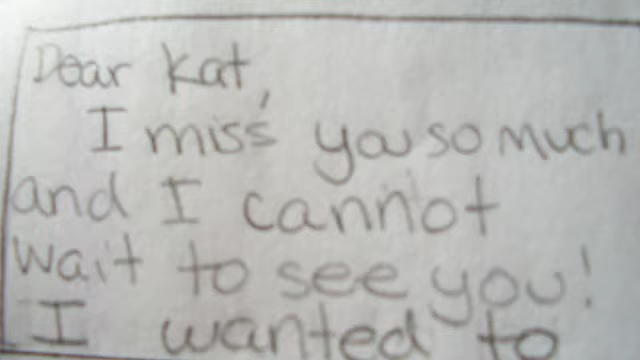 Dear Kat,
I miss you so much
and I cannot
wait to see you!
I wanted to